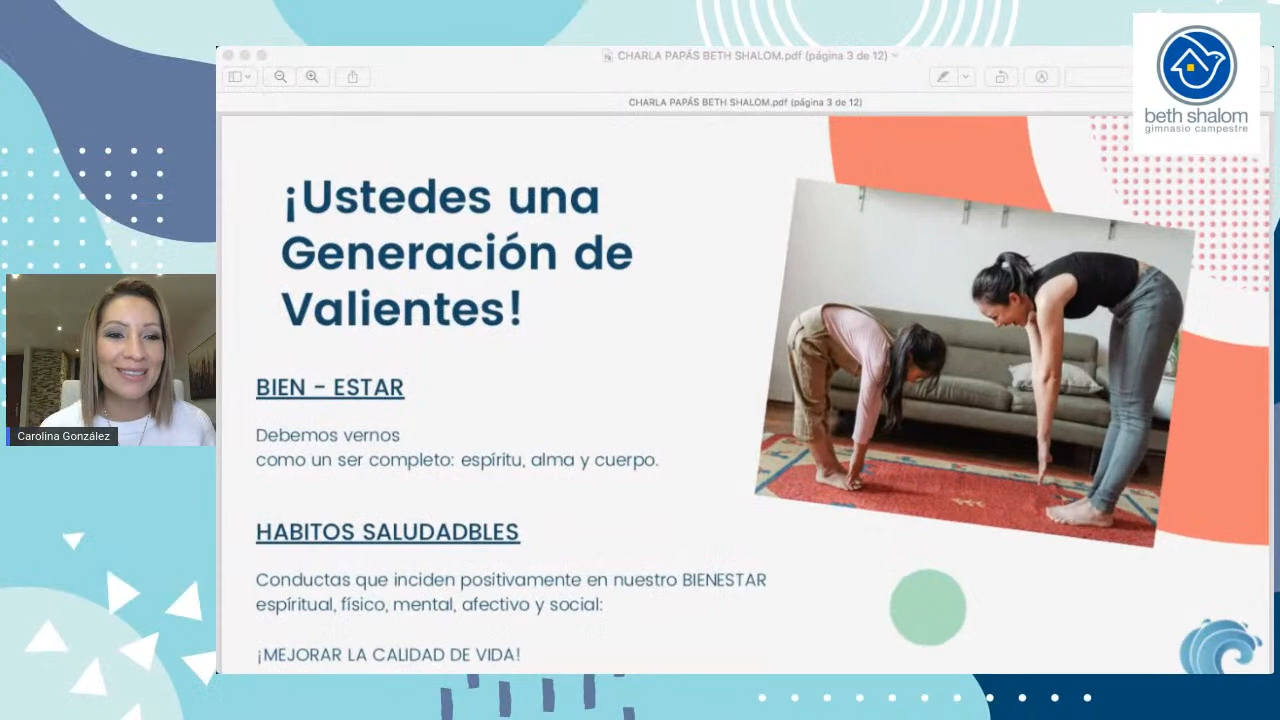 CHARLA PAPÁS BETH SHALOM.pdf (página 3 de 12)
CHARLA PAPÁS BETH SHALOM.pdf (página 3 de 12)
beth shalom
gimnasio campestre
¡Ustedes una
Generación de
Valientes!
BIEN - ESTAR
Debemos vernos
como un ser completo: espíritu, alma y cuerpo.
HABITOS SALUDADBLES
Conductas que inciden positivamente en nuestro BIENESTAR
espiritual, físico, mental, afectivo y social:
¡MEJORAR LA CALIDAD DE VIDA!
Carolina González